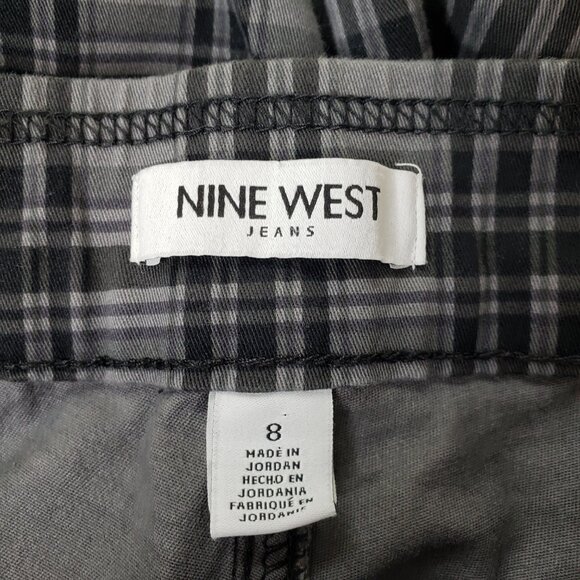 NINE WEST
JEANS
8
MADE IN
JORDAN
HECHO EN
JORDANIA
FABRIQUÉ EN
JORDANIE